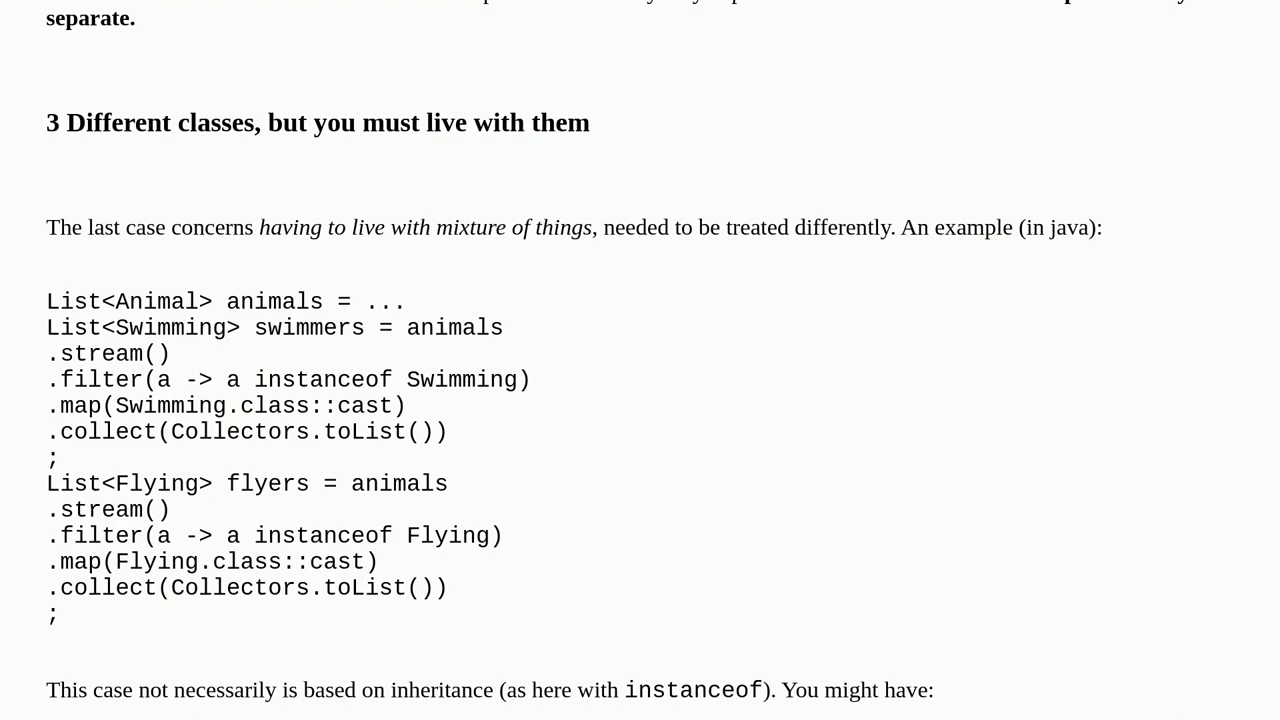 separate.
3 Different classes, but you must live with them
The last case concerns having to live with mixture of things, needed to be treated differently. An example (in java):
List<Animal> animals = ...
List<Swimming> swimmers = animals
.stream()
.filter(a -> a instanceof Swimming)
.map(Swimming.class::cast)
.collect(Collectors.toList())
;
List<Flying> flyers = animals
.stream()
.filter(a -> a instanceof Flying)
.map(Flying.class::cast)
.collect(Collectors.toList())
;
This case not necessarily is based on inheritance (as here with instanceof). You might have: